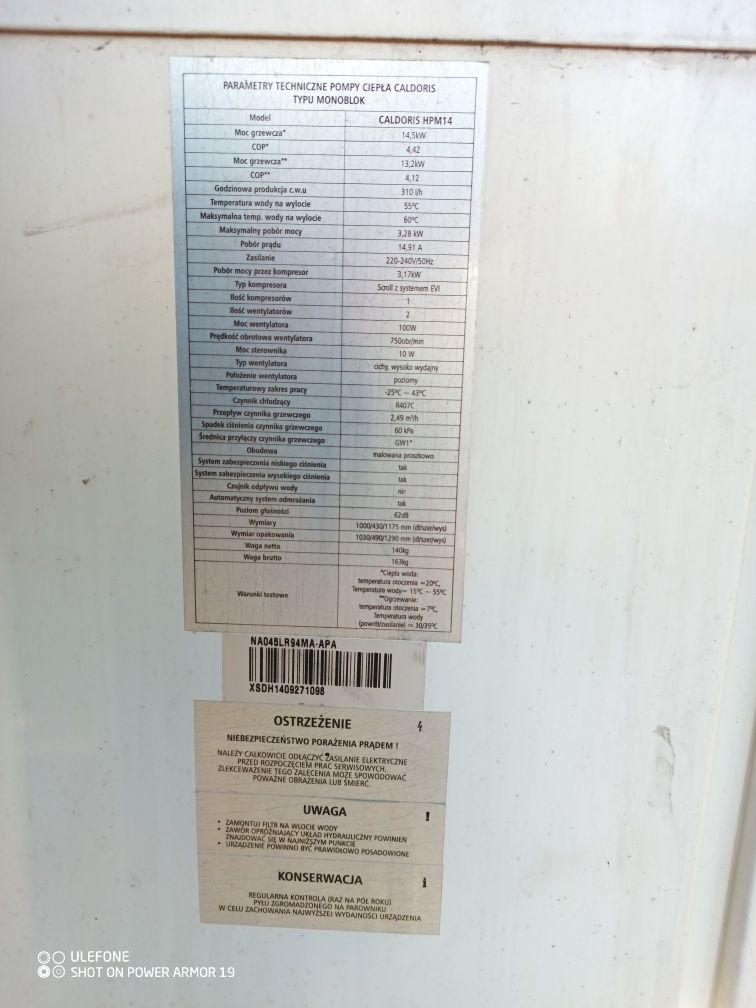 PARAMETRY TECHNICZNE POMPY CIEPŁA CALDORIS
TYPU MONOBLOK
Model CALDORIS HPM14
Moc grzewcza* 14,5kW
COP* 4,42
Moc grzewcza** 13,2kW
COP** 4,12
Godzinowa produkcja c.w.u 310 l/h
Temperatura wody na wylocie 55ºC
Maksymalna temp. wody na wylocie 60ºC
Maksymalny pobór mocy 3,28 kW
Pobór prądu 14,91 A
Zasilanie 220-240V/50Hz
Pobór mocy przez kompresor 3,17kW
Typ kompresora Scroll z systemem EVI
Ilość kompresorów 1
Ilość wentylatorów 2
Moc wentylatora 100W
Prędkość obrotowa wentylatora 750obr/min
Moc sterownika 10 W
Typ wentylatora cichy, wysoko wydajny
Położenie wentylatora poziomy
Temperaturowy zakres pracy -25ºC ~ 43ºC
Czynnik chłodzący R407C
Przepływ czynnika grzewczego 2,49 m³/h
Spadek ciśnienia czynnika grzewczego 60 kPa
Średnica przyłączy czynnika grzewczego GW1"
Obudowa malowana proszkowo
System zabezpieczenia niskiego ciśnienia tak
System zabezpieczenia wysokiego ciśnienia tak
Czujnik odpływu wody nie
Automatyczny system odmrażania tak
Poziom głośności 62dB
Wymiary 1000/430/1175 mm (dł/szer/wys)
Wymiar opakowania 1030/490/1290 mm (dł/szer/wys)
Waga netto 140kg
Waga brutto 163kg
Warunki testowe *Ciepła woda:
temperatura otoczenia =20ºC,
Temperatura wody= 15ºC ~ 55ºC
**Ogrzewanie:
temperatura otoczenia =7ºC,
Temperatura wody
(powrót/zasilanie) = 30/35ºC
NA045LR94MA-APA
XSDH1409271098
OSTRZEŻENIE
NIEBEZPIECZEŃSTWO PORAŻENIA PRĄDEM !
NALEŻY CAŁKOWICIE ODŁĄCZYĆ ZASILANIE ELEKTRYCZNE
PRZED ROZPOCZĘCIEM PRAC SERWISOWYCH,
ZLEKCEWAŻENIE TEGO ZALECENIA MOŻE SPOWODOWAĆ
POWAŻNE OBRAŻENIA LUB ŚMIERĆ.
UWAGA !
• ZAMONTUJ FILTR NA WLOCIE WODY
• ZAWÓR OPRÓŻNIAJĄCY UKŁAD HYDRAULICZNY POWINIEN
ZNAJDOWAĆ SIĘ W NAJNIŻSZYM PUNKCIE
• URZĄDZENIE POWINNO BYĆ PRAWIDŁOWO POSADOWIONE
KONSERWACJA i
REGULARNA KONTROLA (RAZ NA PÓŁ ROKU)
PYŁU ZGROMADZONEGO NA PAROWNIKU
W CELU ZACHOWANIA NAJWYŻSZEJ WYDAJNOŚCI URZĄDZENIA
ULEFONE
SHOT ON POWER ARMOR 19